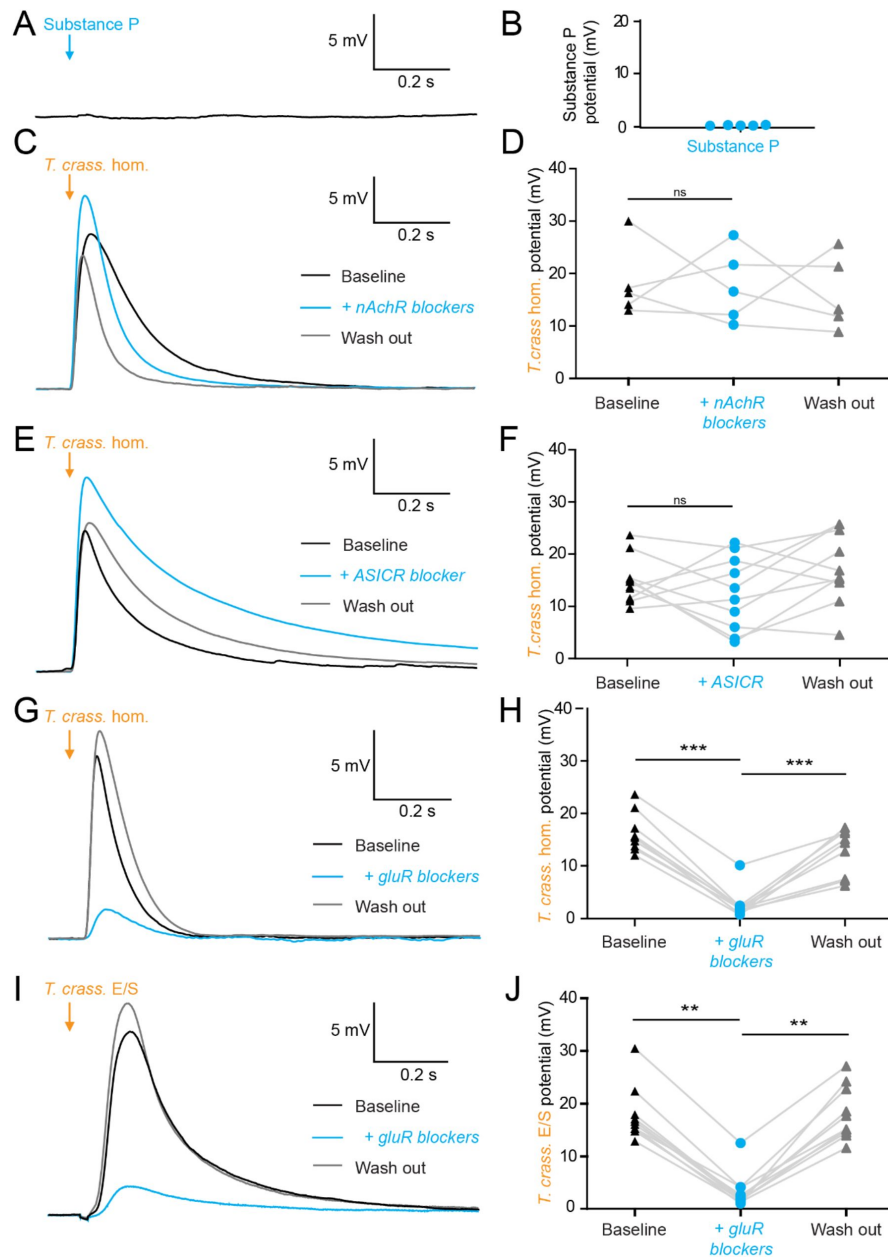 A
Substance P
5 mV
0.2 s
B
Substance P
potential (mV)
20
10
0
Substance P
C
T. crass. hom.
5 mV
0.2 s
Baseline
+ nAchR blockers
Wash out
D
T.crass hom. potential (mV)
40
30
20
10
0
ns
Baseline
+ nAchR
blockers
Wash out
E
T. crass. hom.
5 mV
0.2 s
Baseline
+ ASICR blocker
Wash out
F
T.crass hom. potential (mV)
40
30
20
10
0
ns
Baseline
+ ASICR
Wash out
G
T. crass. hom.
5 mV
0.2 s
Baseline
+ gluR blockers
Wash out
H
T. crass. hom. potential (mV)
40
30
20
10
0
***
***
Baseline
+ gluR
blockers
Wash out
I
T. crass. E/S
5 mV
0.2 s
Baseline
+ gluR blockers
Wash out
J
T. crass. E/S potential (mV)
40
30
20
10
0
**
**
Baseline
+ gluR
blockers
Wash out